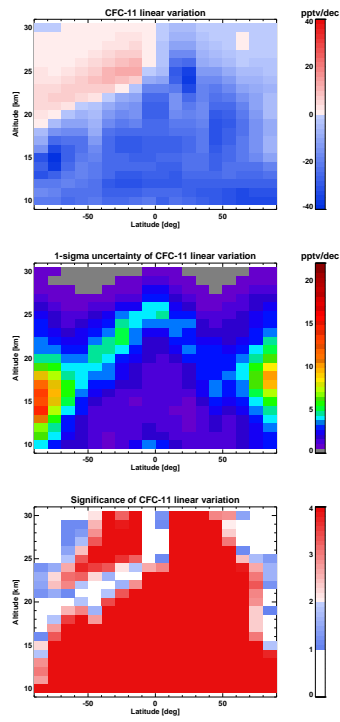 CFC-11 linear variation pptv/dec
40
30
20
25
Altitude [km]
0
20
15
-20
10
-40
-50 0 50
Latitude [deg]
1-sigma uncertainty of CFC-11 linear variation pptv/dec
30
20
25
15
Altitude [km]
20
10
15
5
10
0
-50 0 50
Latitude [deg]
Significance of CFC-11 linear variation
4
30
3
25
Altitude [km]
20
2
15
1
10
0
-50 0 50
Latitude [deg]